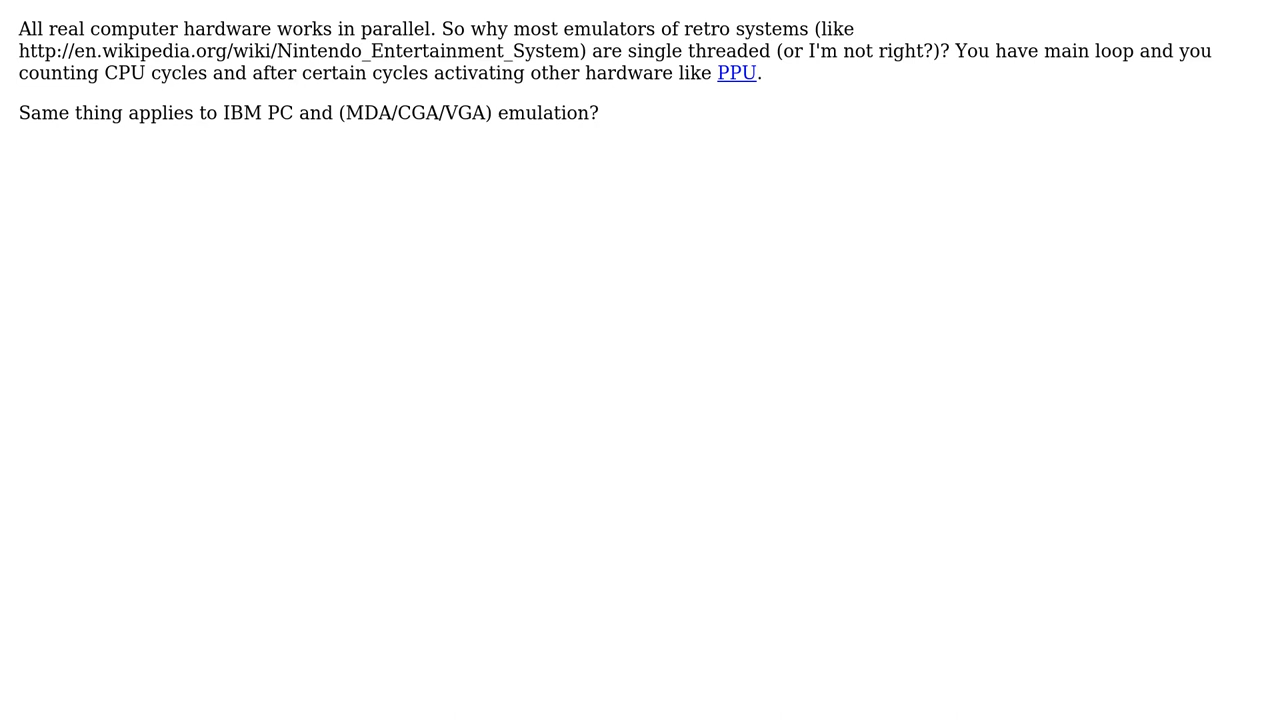 All real computer hardware works in parallel. So why most emulators of retro systems (like
http://en.wikipedia.org/wiki/Nintendo_Entertainment_System) are single threaded (or I'm not right?)? You have main loop and you
counting CPU cycles and after certain cycles activating other hardware like PPU.
Same thing applies to IBM PC and (MDA/CGA/VGA) emulation?